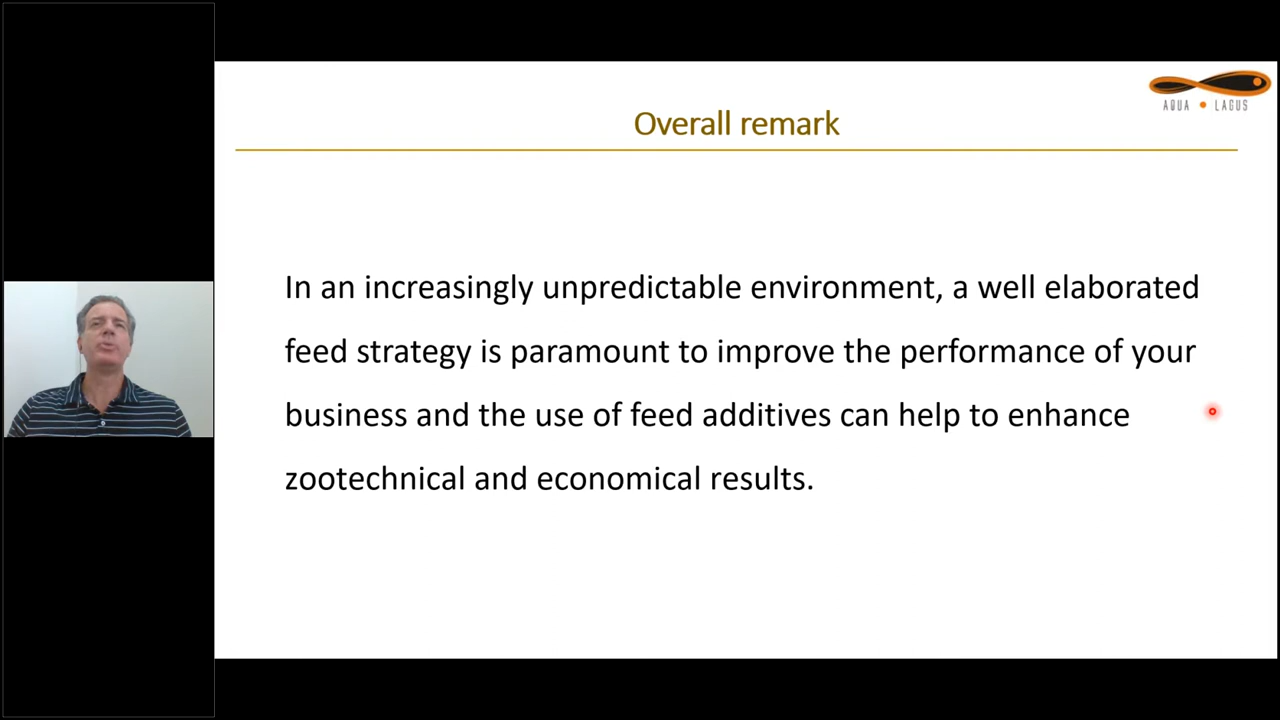 AQUA LAGUS
Overall remark
In an increasingly unpredictable environment, a well elaborated
feed strategy is paramount to improve the performance of your
business and the use of feed additives can help to enhance
zootechnical and economical results.